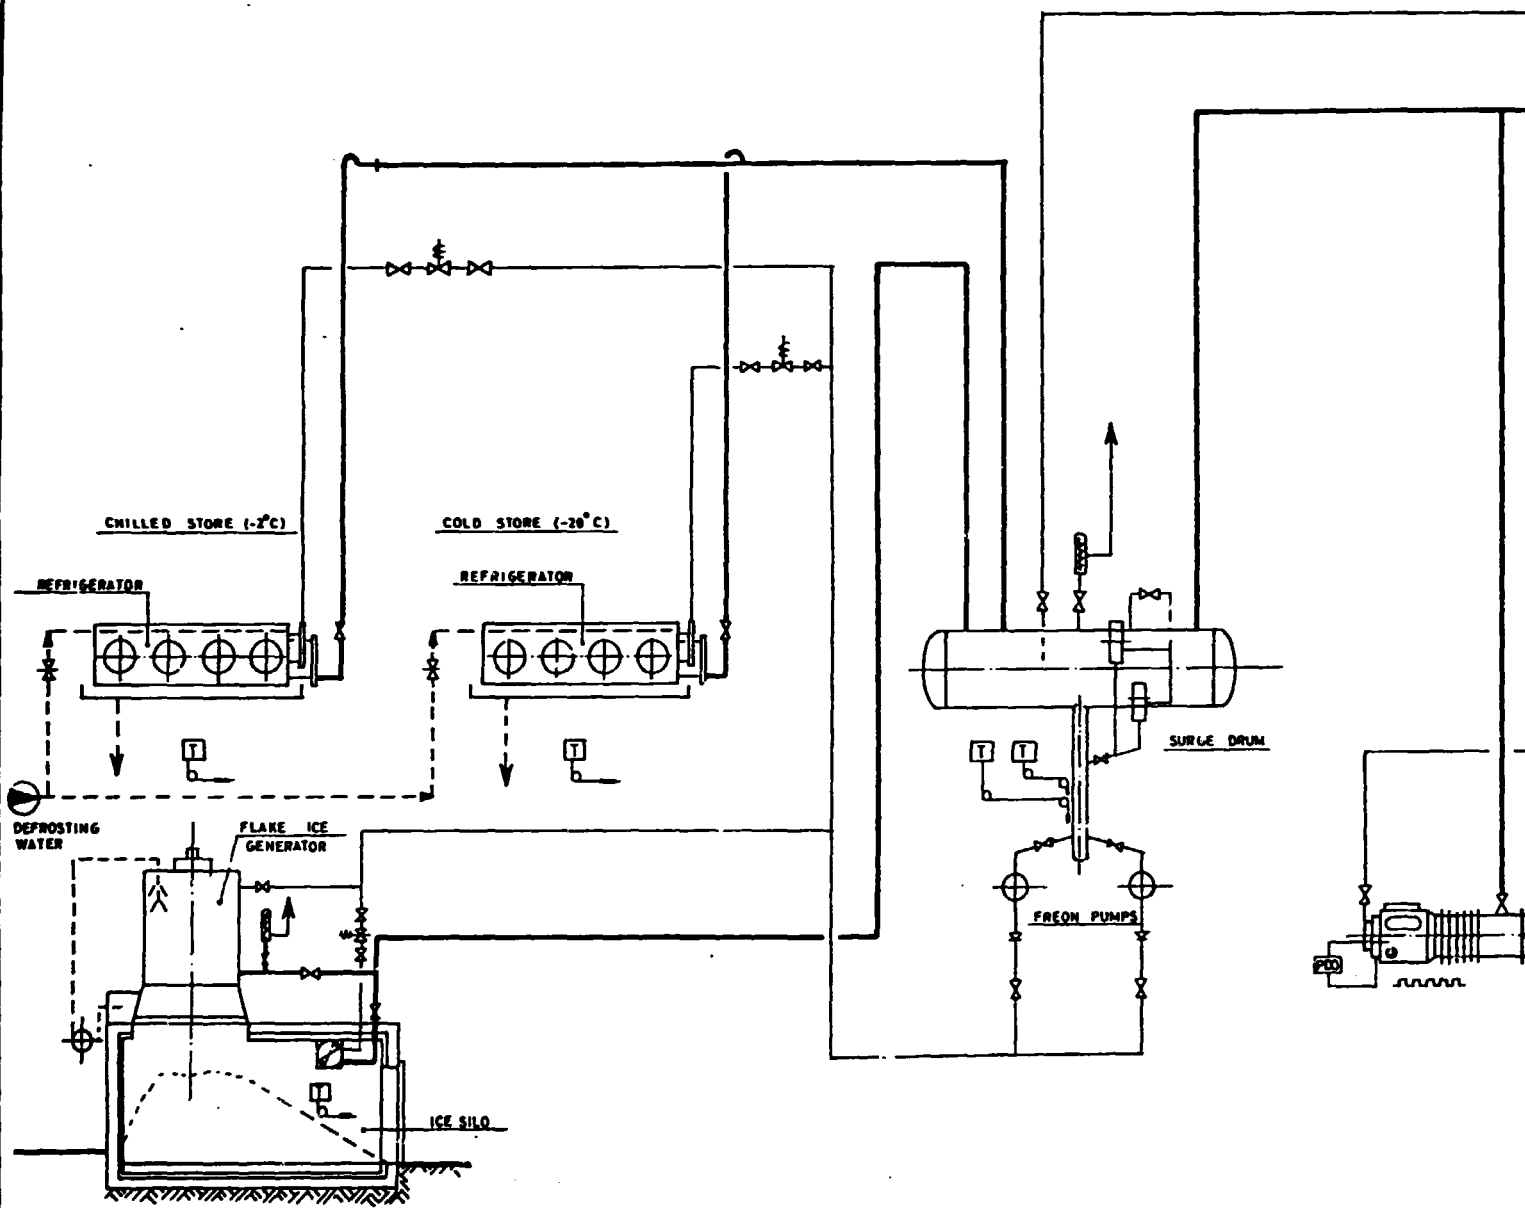 CHILLED STORE (-2°C)
COLD STORE (-20°C)
REFRIGERATOR
REFRIGERATOR
T
T
T
T
SURGE DRUM
DEFROSTING
WATER
FLAKE ICE
GENERATOR
FREON PUMPS
PDO
T
ICE SILO